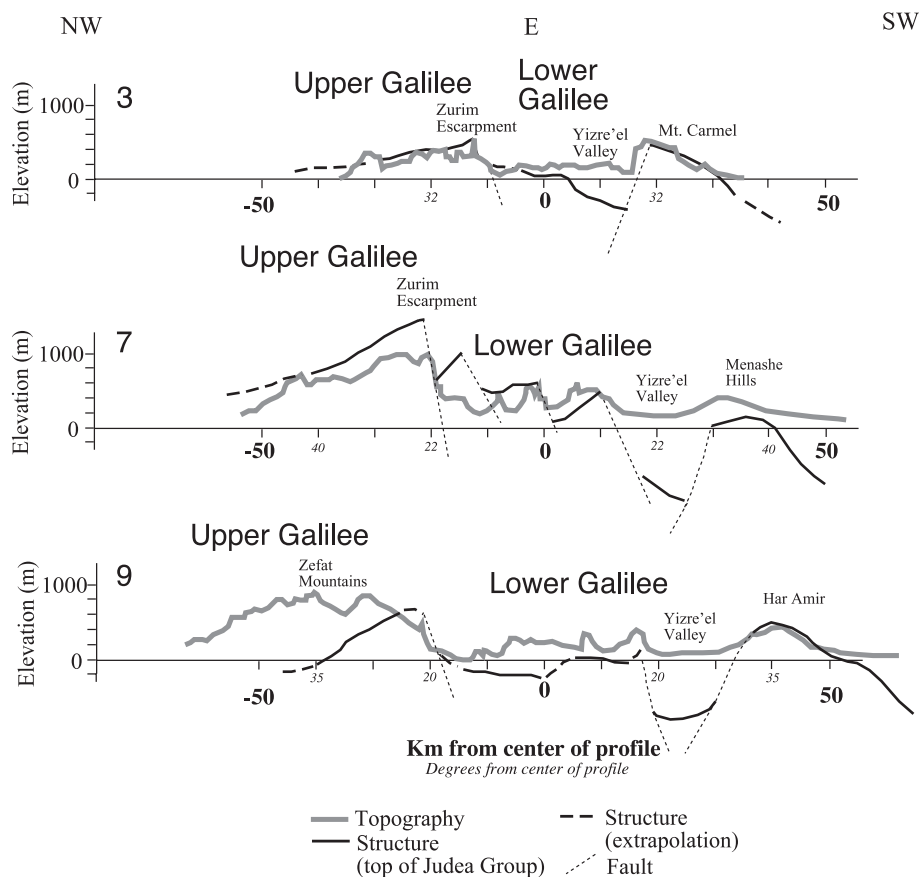 NW E SW
3
Upper Galilee
Lower
Galilee
Zurim
Escarpment
Yizre'el
Valley
Mt. Carmel
Elevation (m)
1000
0
-50 32 0 32 50
7
Upper Galilee
Zurim
Escarpment
Lower Galilee
Yizre'el
Valley
Menashe
Hills
Elevation (m)
1000
0
-50 40 22 0 22 40 50
9
Upper Galilee
Zefat
Mountains
Lower Galilee
Yizre'el
Valley
Har Amir
Elevation (m)
1000
0
-50 35 20 0 20 35 50
Km from center of profile
Degrees from center of profile
Topography
Structure
(top of Judea Group)
Structure
(extrapolation)
Fault